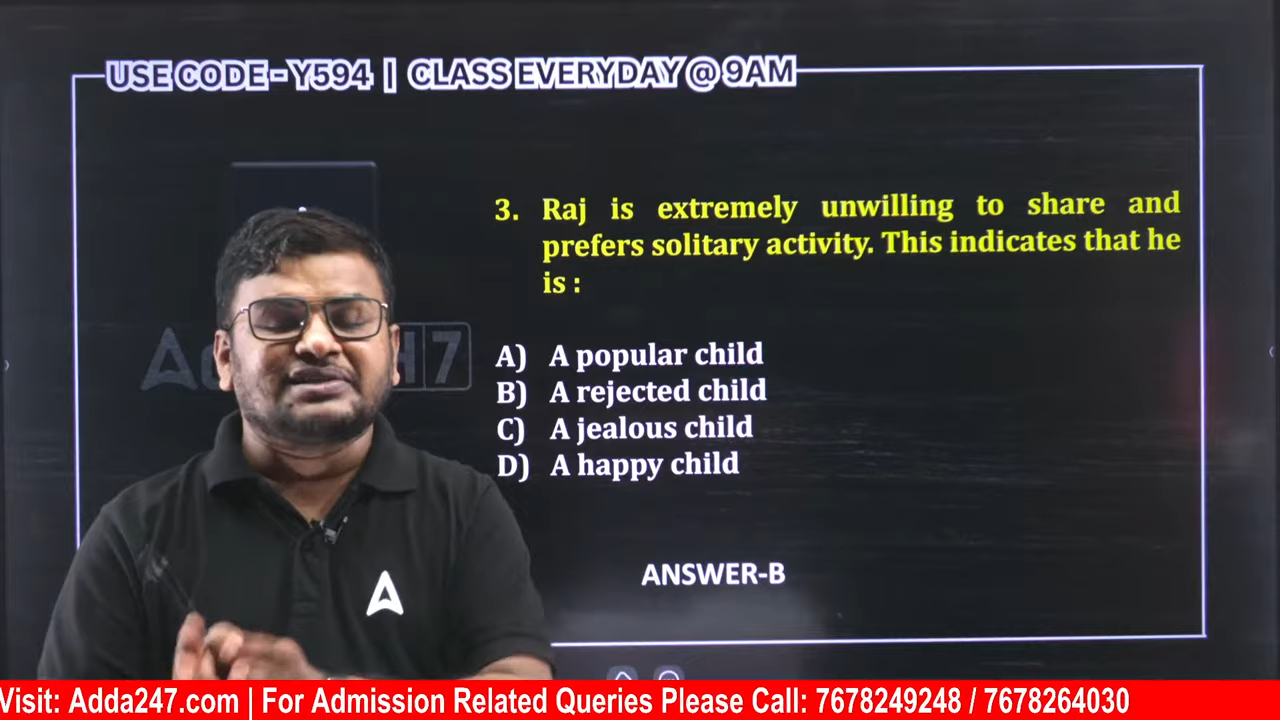 USE CODE - Y594 | CLASS EVERYDAY @ 9AM
3. Raj is extremely unwilling to share and
prefers solitary activity. This indicates that he
is :
A) A popular child
B) A rejected child
C) A jealous child
D) A happy child
ANSWER-B
Visit: Adda247.com | For Admission Related Queries Please Call: 7678249248 / 7678264030